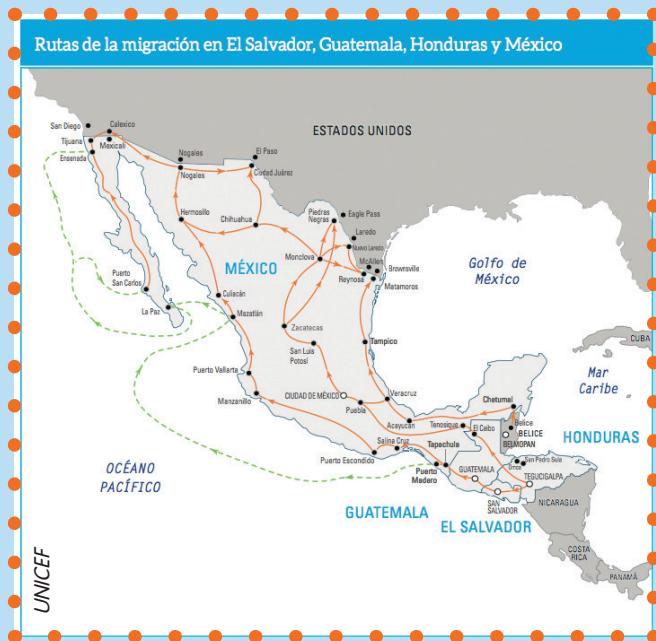 Rutas de la migración en El Salvador, Guatemala, Honduras y México
San Diego
Calexico
Tijuana
Mexicali
Ensenada
Nogales
Nogales
El Paso
Ciudad Juárez
ESTADOS UNIDOS
Hermosillo
Chihuahua
Piedras
Negras
Eagle Pass
Laredo
Nuevo Laredo
McAllen
Brownsville
Monclova
Reynosa
Matamoros
MÉXICO
Golfo de
México
Puerto
San Carlos
La Paz
Culiacán
Mazatlán
Zacatecas
San Luis
Potosí
Tampico
CUBA
Mar
Caribe
Puerto Vallarta
Manzanillo
CIUDAD DE MÉXICO
Puebla
Veracruz
Chetumal
Acayucán
Tenosique
El Ceibo
Belice
BELICE
BELMOPAN
HONDURAS
Puerto Escondido
Salina Cruz
Tapachula
Puerto
Madero
GUATEMALA
San Pedro Sula
TEGUCIGALPA
OCÉANO
PACÍFICO
SAN
SALVADOR
NICARAGUA
GUATEMALA
EL SALVADOR
COSTA
RICA
PANAMÁ
UNICEF